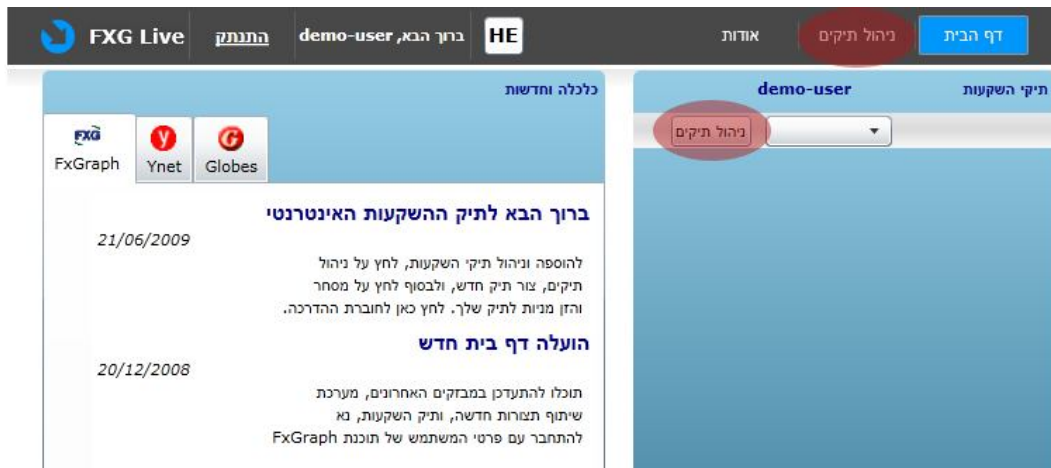 דף הבית
ניהול תיקים
אודות
HE
ברוך הבא, demo-user
התנתק
FXG Live
תיקי השקעות
demo-user
ניהול תיקים
כלכלה וחדשות
Globes
Ynet
FXG
FxGraph
ברוך הבא לתיק ההשקעות האינטרנטי
21/06/2009
להוספה וניהול תיקי השקעות, לחץ על ניהול
תיקים, צור תיק חדש, ולבסוף לחץ על מסחר
והזן מניות לתיק שלך. לחץ כאן לחוברת ההדרכה.
הועלה דף בית חדש
20/12/2008
תוכלו להתעדכן במבזקים האחרונים, מערכת
שיתוף תצורות חדשה, ותיק השקעות, נא
להתחבר עם פרטי המשתמש של תוכנת FxGraph